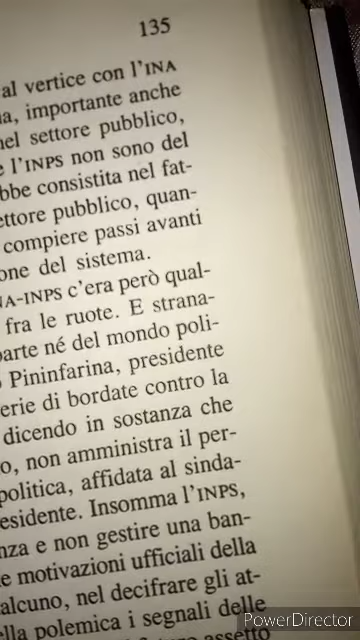 135
al vertice con l'INA
a, importante anche
nel settore pubblico,
e l'INPS non sono del
bbe consistita nel fat-
ettore pubblico, quan-
compiere passi avanti
one del sistema.
NA-INPS c'era però qual-
fra le ruote. E strana-
parte né del mondo poli-
Pininfarina, presidente
erie di bordate contro la
dicendo in sostanza che
o, non amministra il per-
politica, affidata al sinda-
esidente. Insomma l'INPS,
nza e non gestire una ban-
e motivazioni ufficiali della
alcuno, nel decifrare gli at-
ella polemica i segnali delle
assetto
PowerDirector